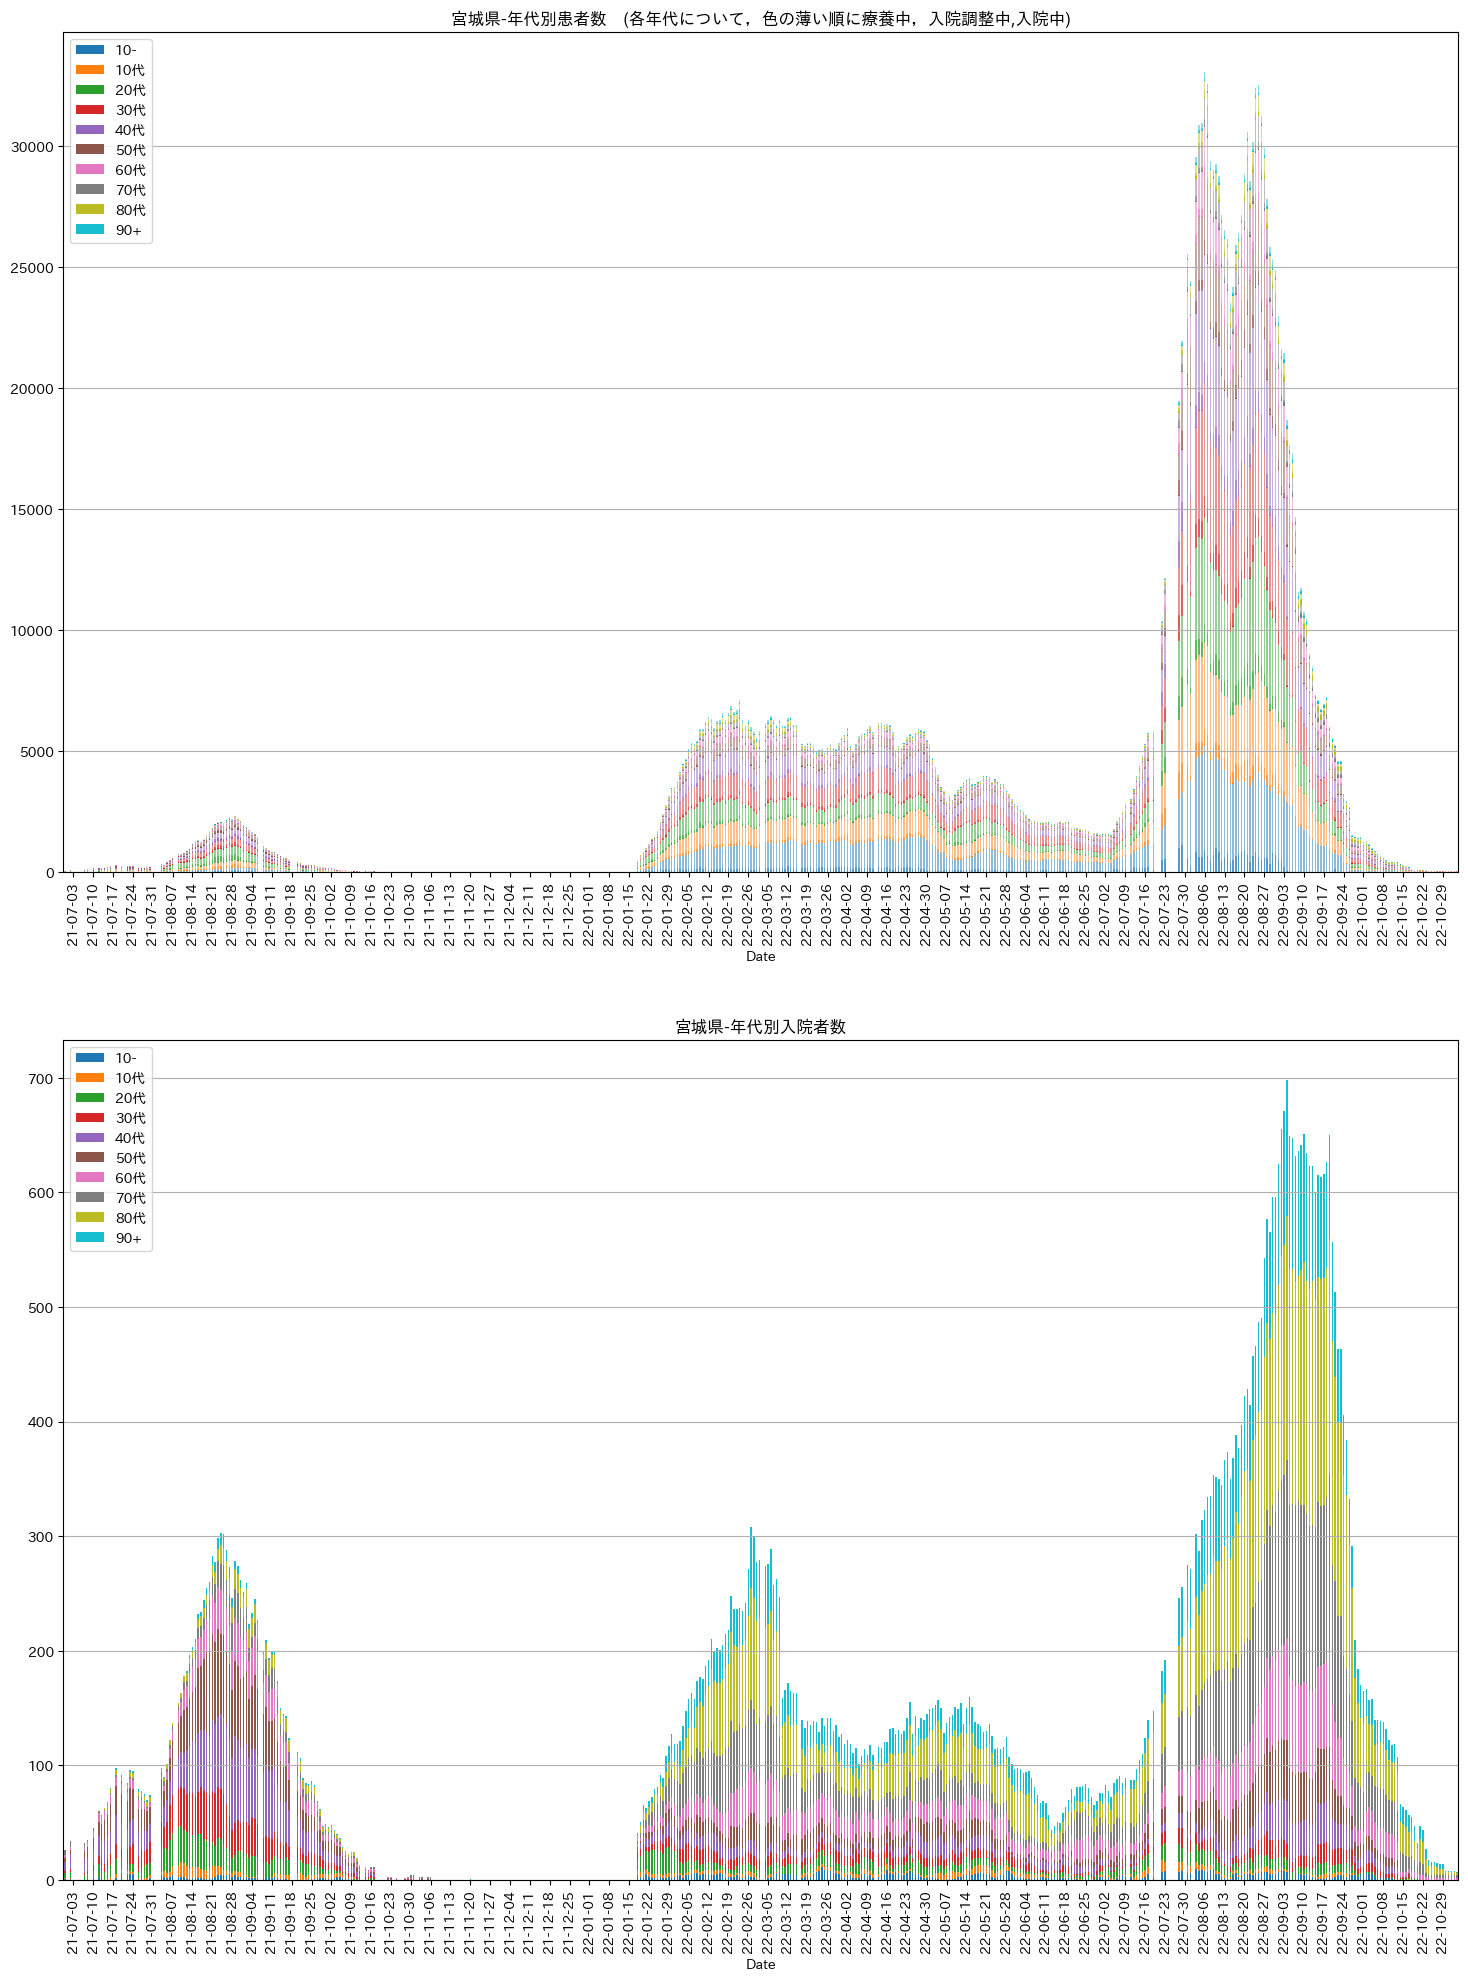 宮城県-年代別患者数　(各年代について，色の薄い順に療養中，入院調整中,入院中)
10-
10代
20代
30代
40代
50代
60代
70代
80代
90+
30000
25000
20000
15000
10000
5000
0
21-07-03 21-07-10 21-07-17 21-07-24 21-07-31 21-08-07 21-08-14 21-08-21 21-08-28 21-09-04 21-09-11 21-09-18 21-09-25 21-10-02 21-10-09 21-10-16 21-10-23 21-10-30 21-11-06 21-11-13 21-11-20 21-11-27 21-12-04 21-12-11 21-12-18 21-12-25 22-01-01 22-01-08 22-01-15 22-01-22 22-01-29 22-02-05 22-02-12 22-02-19 22-02-26 22-03-05 22-03-12 22-03-19 22-03-26 22-04-02 22-04-09 22-04-16 22-04-23 22-04-30 22-05-07 22-05-14 22-05-21 22-05-28 22-06-04 22-06-11 22-06-18 22-06-25 22-07-02 22-07-09 22-07-16 22-07-23 22-07-30 22-08-06 22-08-13 22-08-20 22-08-27 22-09-03 22-09-10 22-09-17 22-09-24 22-10-01 22-10-08 22-10-15 22-10-22 22-10-29
Date
宮城県-年代別入院者数
10-
10代
20代
30代
40代
50代
60代
70代
80代
90+
700
600
500
400
300
200
100
0
21-07-03 21-07-10 21-07-17 21-07-24 21-07-31 21-08-07 21-08-14 21-08-21 21-08-28 21-09-04 21-09-11 21-09-18 21-09-25 21-10-02 21-10-09 21-10-16 21-10-23 21-10-30 21-11-06 21-11-13 21-11-20 21-11-27 21-12-04 21-12-11 21-12-18 21-12-25 22-01-01 22-01-08 22-01-15 22-01-22 22-01-29 22-02-05 22-02-12 22-02-19 22-02-26 22-03-05 22-03-12 22-03-19 22-03-26 22-04-02 22-04-09 22-04-16 22-04-23 22-04-30 22-05-07 22-05-14 22-05-21 22-05-28 22-06-04 22-06-11 22-06-18 22-06-25 22-07-02 22-07-09 22-07-16 22-07-23 22-07-30 22-08-06 22-08-13 22-08-20 22-08-27 22-09-03 22-09-10 22-09-17 22-09-24 22-10-01 22-10-08 22-10-15 22-10-22 22-10-29
Date